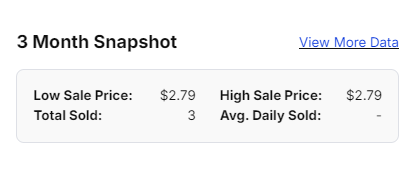 3 Month Snapshot View More Data
Low Sale Price: $2.79 High Sale Price: $2.79
Total Sold: 3 Avg. Daily Sold: -